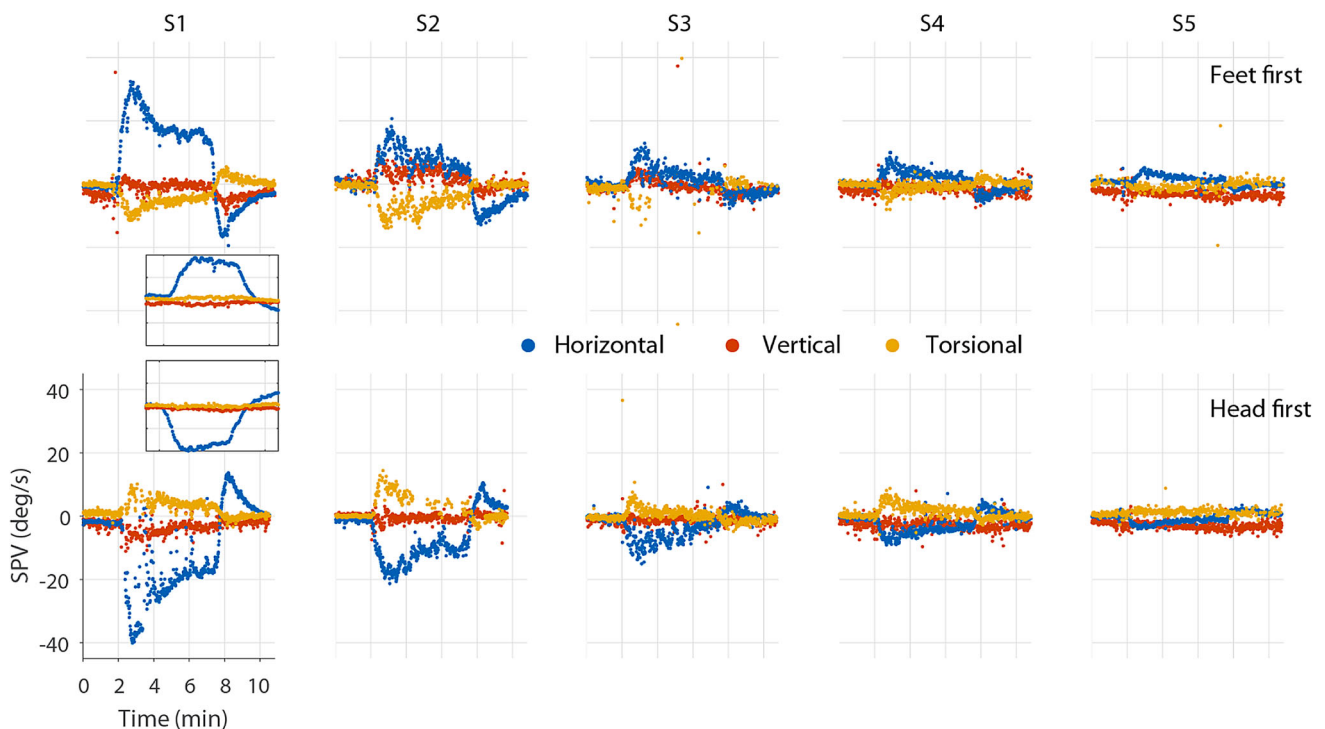 S1 S2 S3 S4 S5
Feet first
Horizontal Vertical Torsional
Head first
SPV (deg/s)
40
20
0
-20
-40
0 2 4 6 8 10
Time (min)